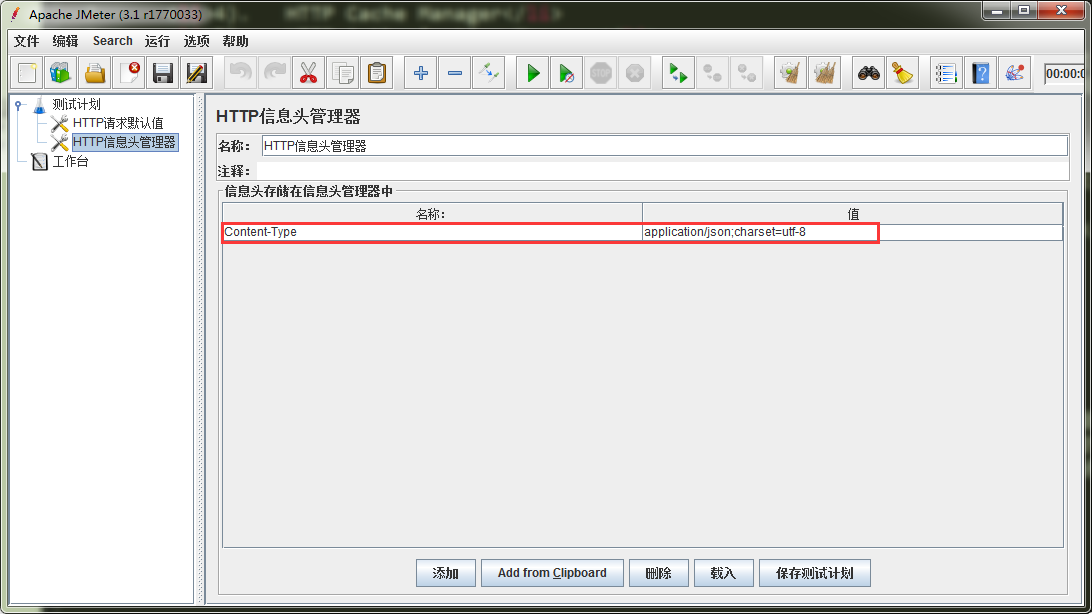 Apache JMeter (3.1 r1770033)
HTTP Cache Manager</li>
文件 编辑 Search 运行 选项 帮助
STOP
00:00:0
测试计划
HTTP请求默认值
HTTP信息头管理器
工作台
HTTP信息头管理器
名称： HTTP信息头管理器
注释：
信息头存储在信息头管理器中
名称： 值
Content-Type application/json;charset=utf-8
添加 Add from Clipboard 删除 载入 保存测试计划